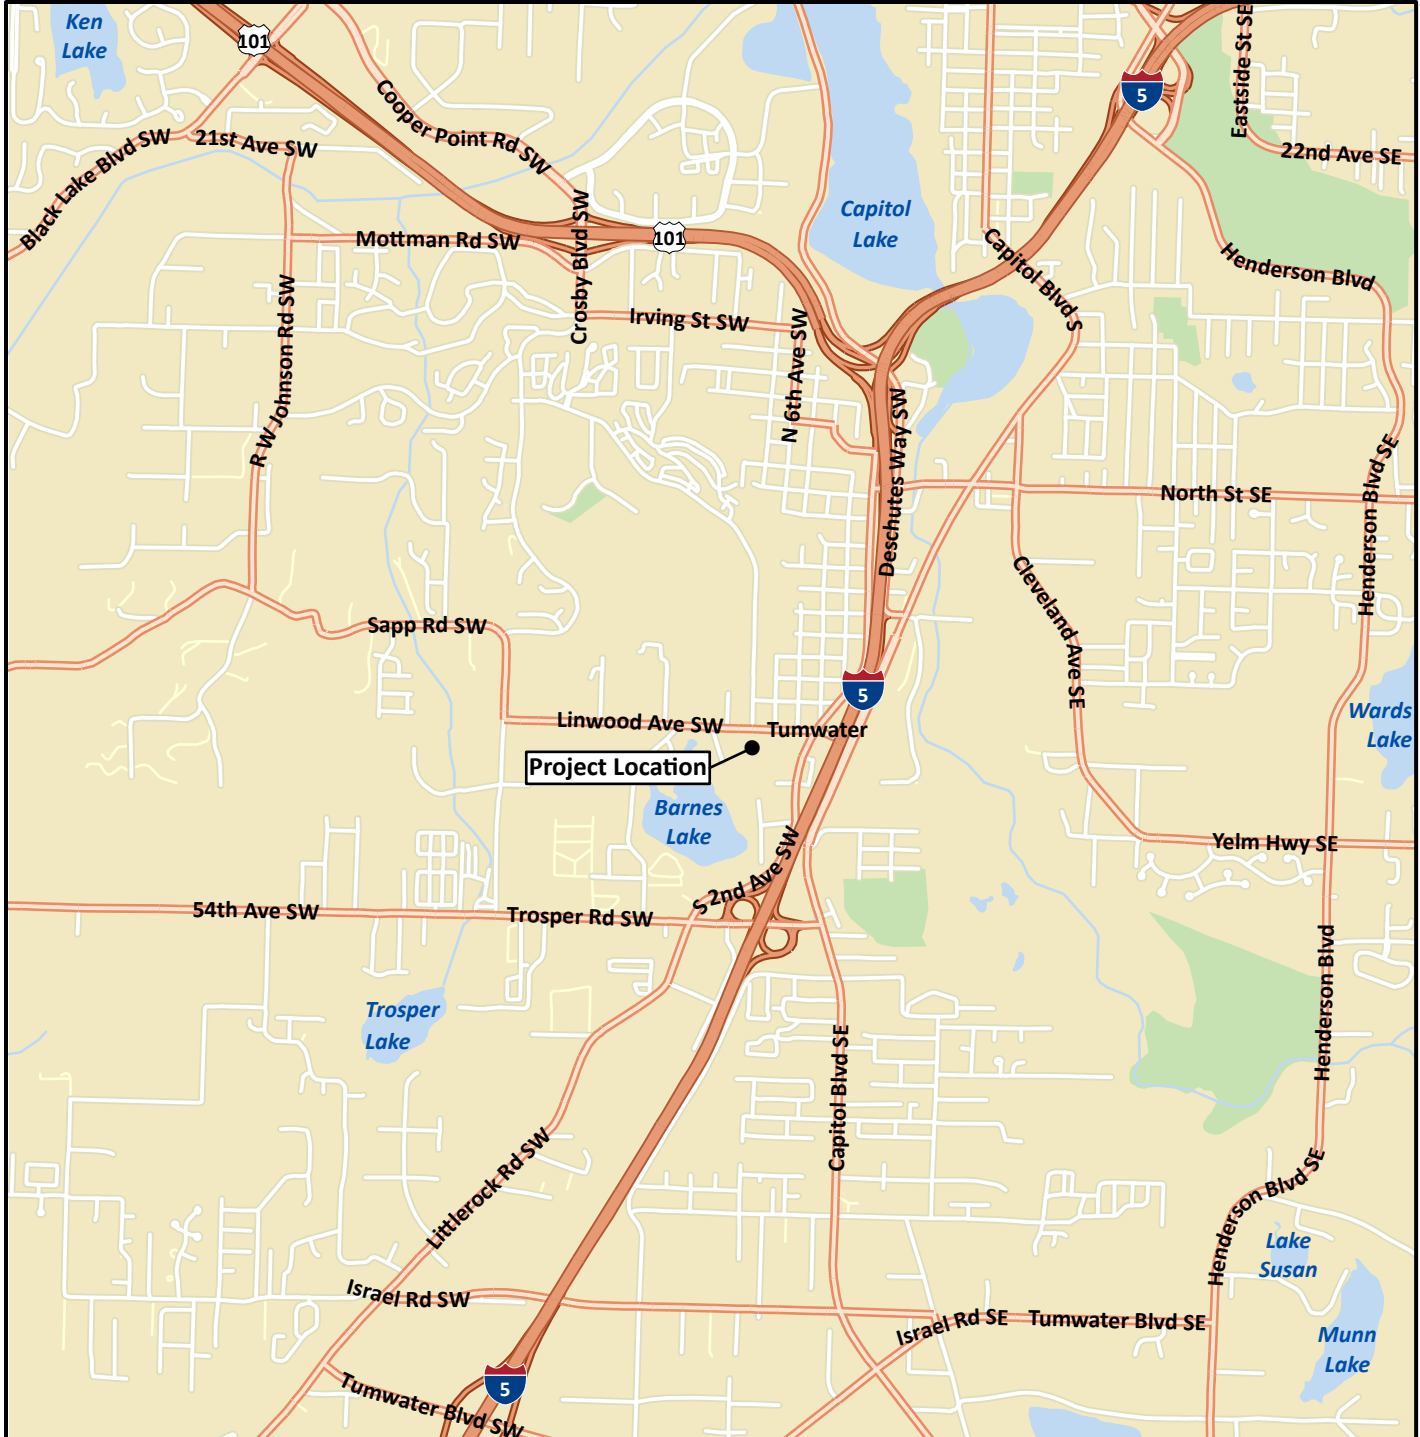 Ken
Lake
101
5
Eastside St SE
Cooper Point Rd SW
Black Lake Blvd SW
21st Ave SW
22nd Ave SE
Capitol
Lake
Mottman Rd SW
Crosby Blvd SW
101
Capitol Blvd S
Henderson Blvd
R W Johnson Rd SW
Irving St SW
N 6th Ave SW
Deschutes Way SW
North St SE
Henderson Blvd SE
Cleveland Ave SE
Sapp Rd SW
5
Linwood Ave SW
Tumwater
Wards
Lake
Project Location
Barnes
Lake
Yelm Hwy SE
S 2nd Ave SW
54th Ave SW
Trosper Rd SW
Henderson Blvd
Trosper
Lake
Capitol Blvd SE
Littlerock Rd SW
Henderson Blvd SE
Lake
Susan
Israel Rd SW
Israel Rd SE
Tumwater Blvd SE
Munn
Lake
5
Tumwater Blvd SW